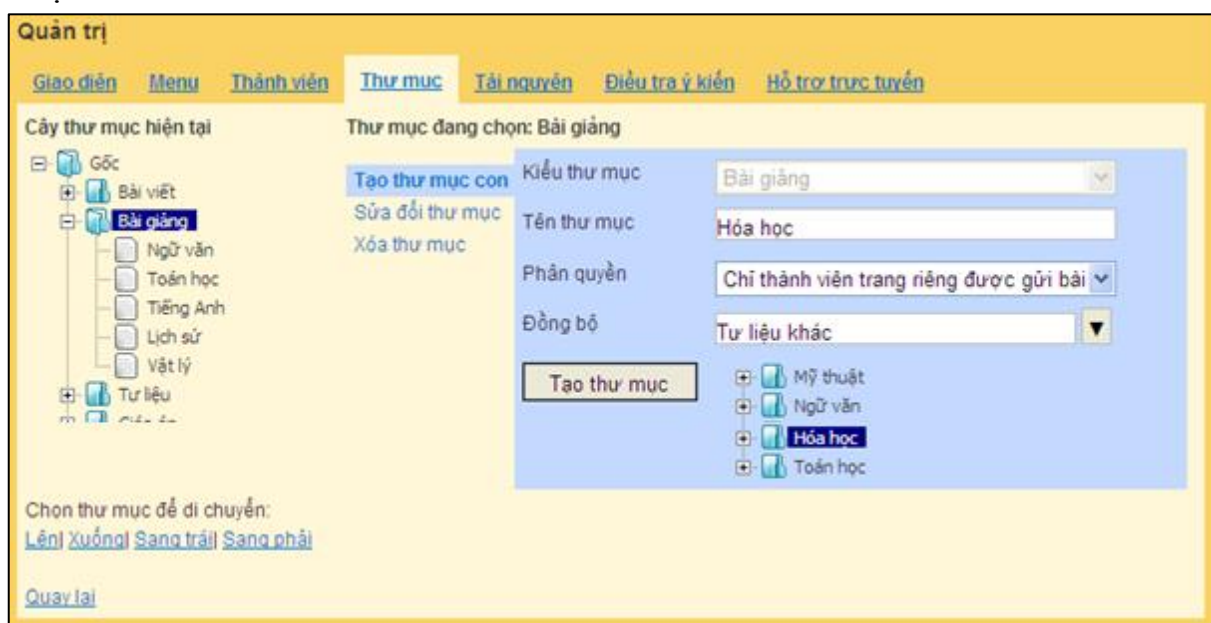 Quản trị
Giao diện Menu Thành viên Thư mục Tài nguyên Điều tra ý kiến Hỗ trợ trực tuyến
Cây thư mục hiện tại
Gốc
Bài viết
Bài giảng
Ngữ văn
Toán học
Tiếng Anh
Lịch sử
Vật lý
Tư liệu
Thư mục đang chọn: Bài giảng
Tạo thư mục con
Sửa đổi thư mục
Xóa thư mục
Kiểu thư mục Bài giảng
Tên thư mục Hóa học
Phân quyền Chỉ thành viên trang riêng được gửi bài
Đồng bộ Tư liệu khác
Tạo thư mục
Mỹ thuật
Ngữ văn
Hóa học
Toán học
Chọn thư mục để di chuyển:
Lên| Xuống| Sang trái| Sang phải
Quay lại